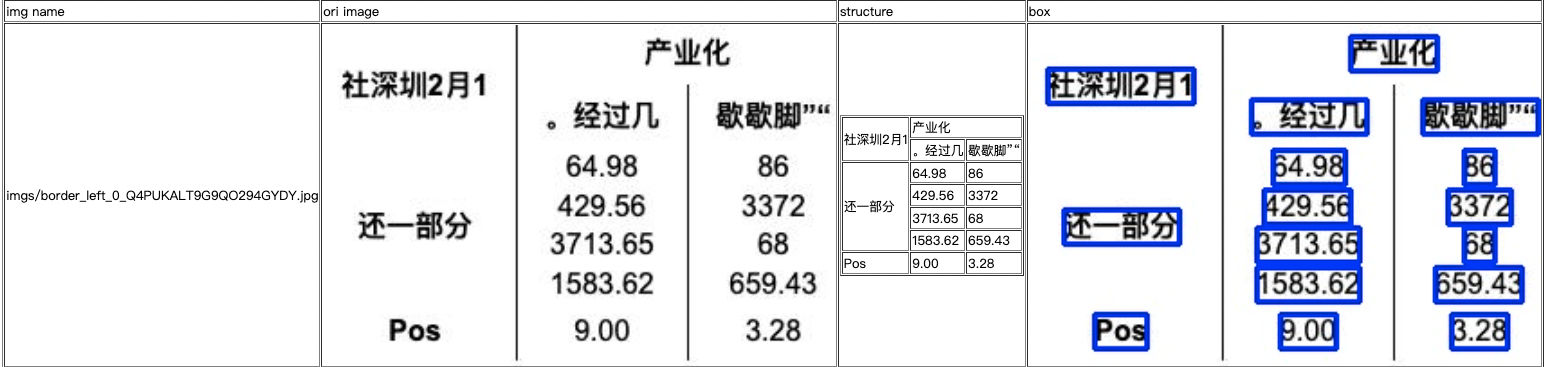 img name ori image structure box
imgs/border_left_0_Q4PUKALT9G9QO294GYDY.jpg
产业化
社深圳2月1
。经过几 歇歇脚”“
64.98 86
429.56 3372
还一部分
3713.65 68
1583.62 659.43
Pos 9.00 3.28
社深圳2月1 产业化
。经过几 歇歇脚”“
还一部分 64.98 86
429.56 3372
3713.65 68
1583.62 659.43
Pos 9.00 3.28
产业化
社深圳2月1
。经过几 歇歇脚”“
64.98 86
429.56 3372
还一部分
3713.65 68
1583.62 659.43
Pos 9.00 3.28